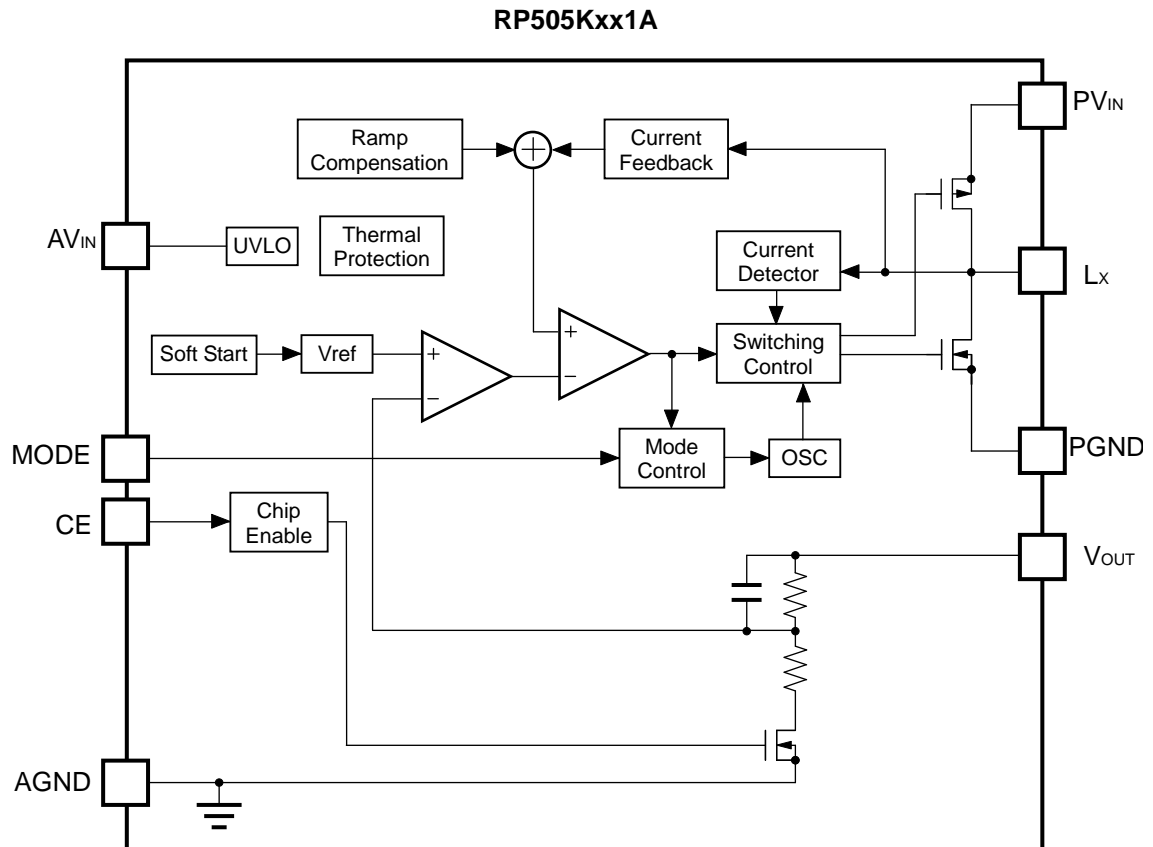 RP505Kxx1A
PVIN
Ramp
Compensation
+
Current
Feedback
AVIN
UVLO
Thermal
Protection
Current
Detector
LX
Soft Start
Vref
+
−
+
−
Switching
Control
MODE
Mode
Control
OSC
PGND
CE
Chip
Enable
VOUT
AGND